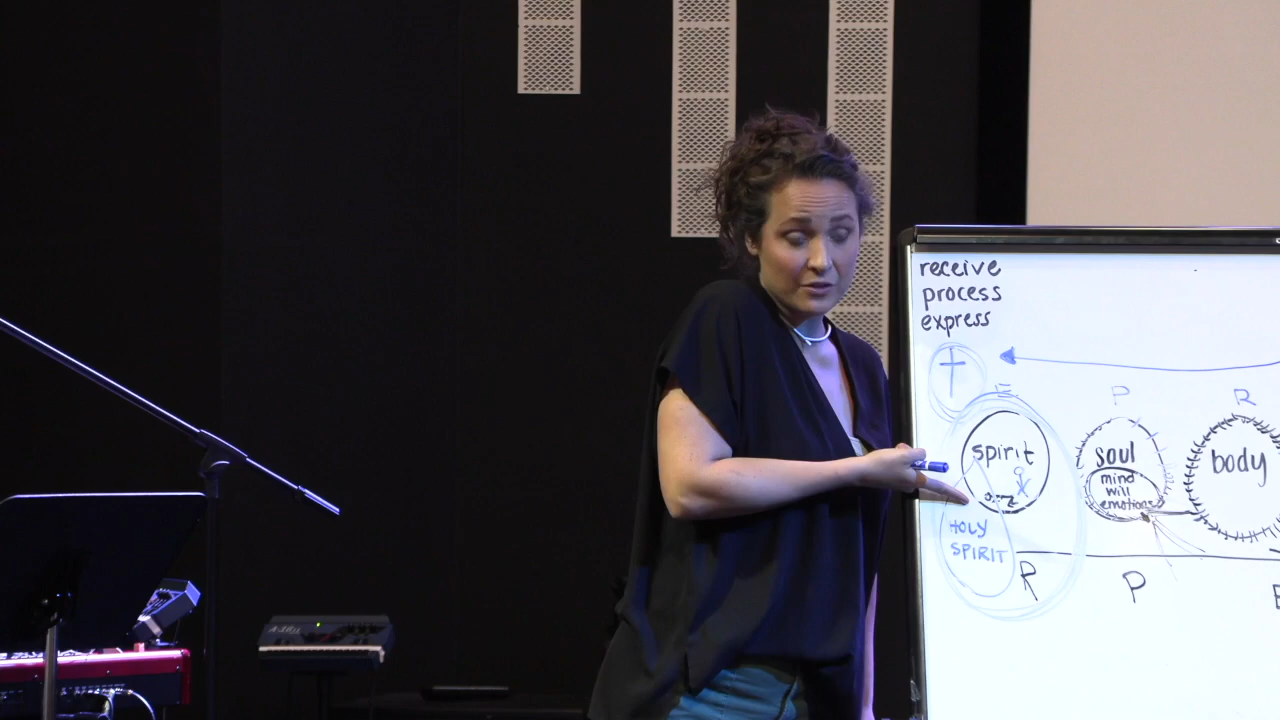 receive
process
express
E P R
spirit
soul
mind
will
emotions
body
HOLY
SPIRIT
R P E